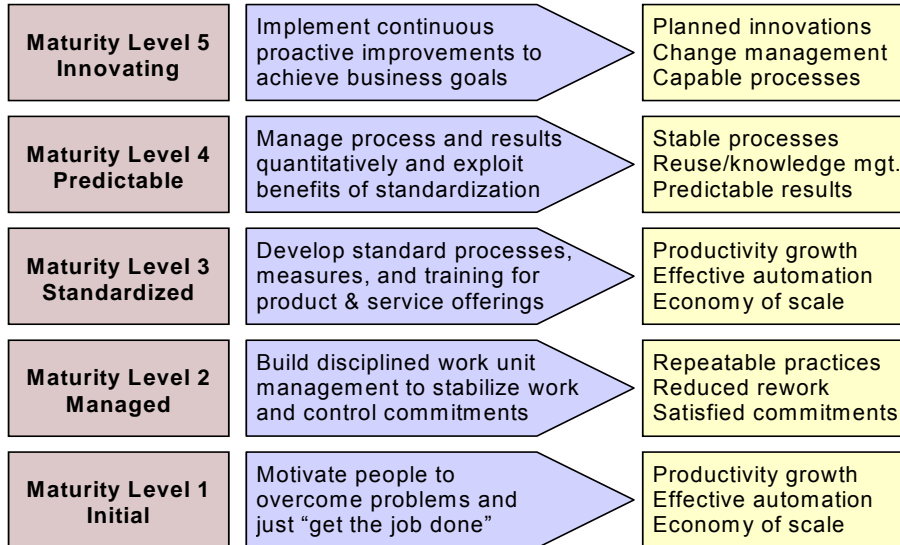 Maturity Level 5
Innovating
Implement continuous
proactive improvements to
achieve business goals
Planned innovations
Change management
Capable processes
Maturity Level 4
Predictable
Manage process and results
quantitatively and exploit
benefits of standardization
Stable processes
Reuse/knowledge mgt.
Predictable results
Maturity Level 3
Standardized
Develop standard processes,
measures, and training for
product & service offerings
Productivity growth
Effective automation
Economy of scale
Maturity Level 2
Managed
Build disciplined work unit
management to stabilize work
and control commitments
Repeatable practices
Reduced rework
Satisfied commitments
Maturity Level 1
Initial
Motivate people to
overcome problems and
just “get the job done”
Productivity growth
Effective automation
Economy of scale